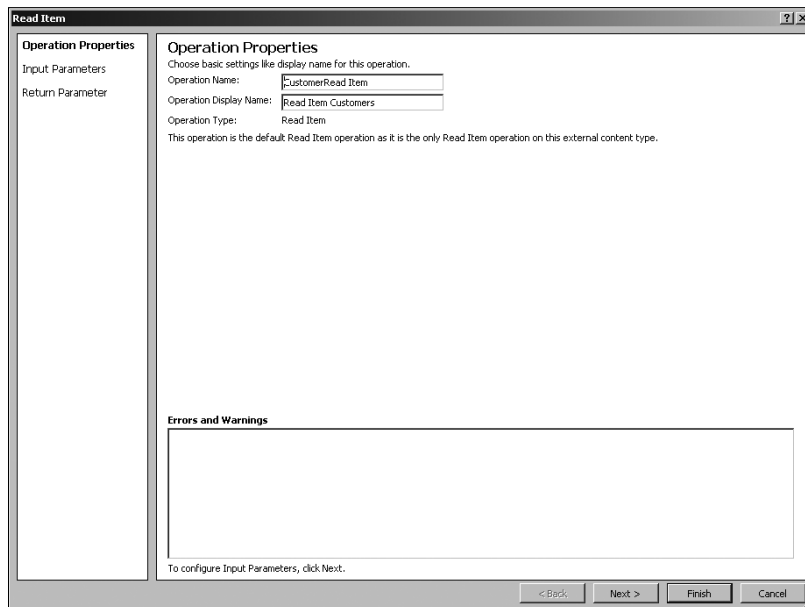 Read Item
Operation Properties
Input Parameters
Return Parameter
Operation Properties
Choose basic settings like display name for this operation.
Operation Name: CustomerRead Item
Operation Display Name: Read Item Customers
Operation Type: Read Item
This operation is the default Read Item operation as it is the only Read Item operation on this external content type.
Errors and Warnings
To configure Input Parameters, click Next.
< Back Next > Finish Cancel